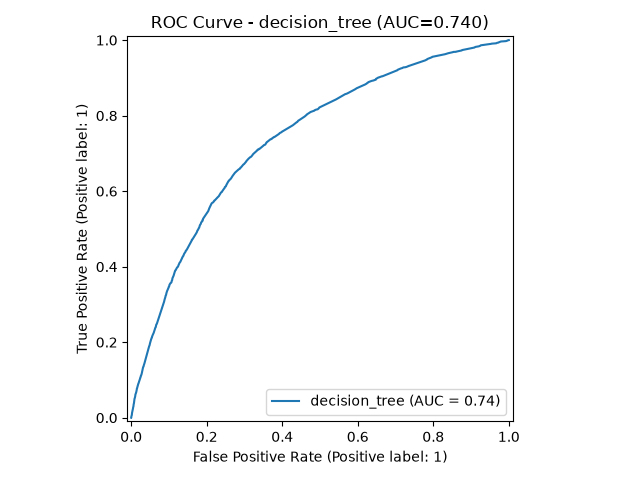 ROC Curve - decision_tree (AUC=0.740)
True Positive Rate (Positive label: 1)
1.0
0.8
0.6
0.4
0.2
0.0
decision_tree (AUC = 0.74)
0.0 0.2 0.4 0.6 0.8 1.0
False Positive Rate (Positive label: 1)